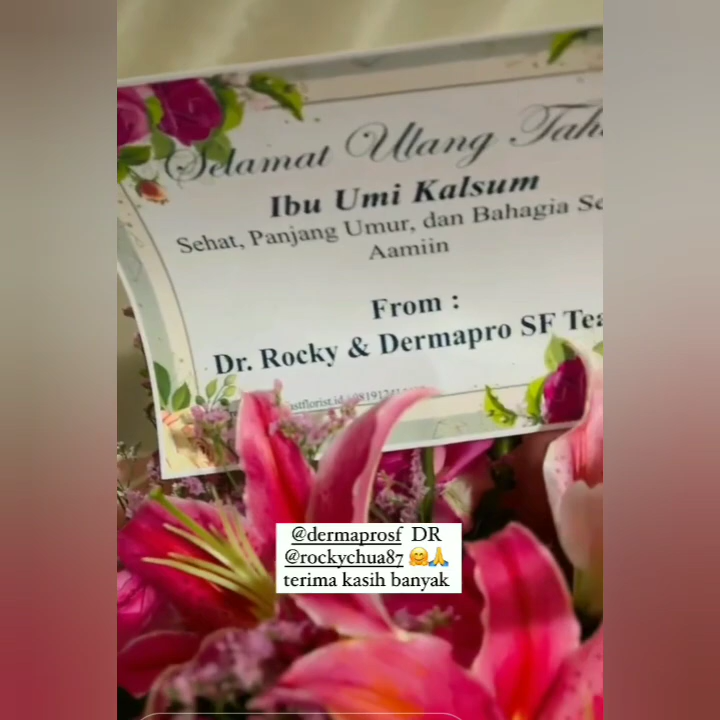 Selamat Ulang Tah
Ibu Umi Kalsum
Sehat, Panjang Umur, dan Bahagia Se
Aamiin
From :
Dr. Rocky & Dermapro SF Tea
@dermaprosf DR
@rockychua87 🤗🙏
terima kasih banyak